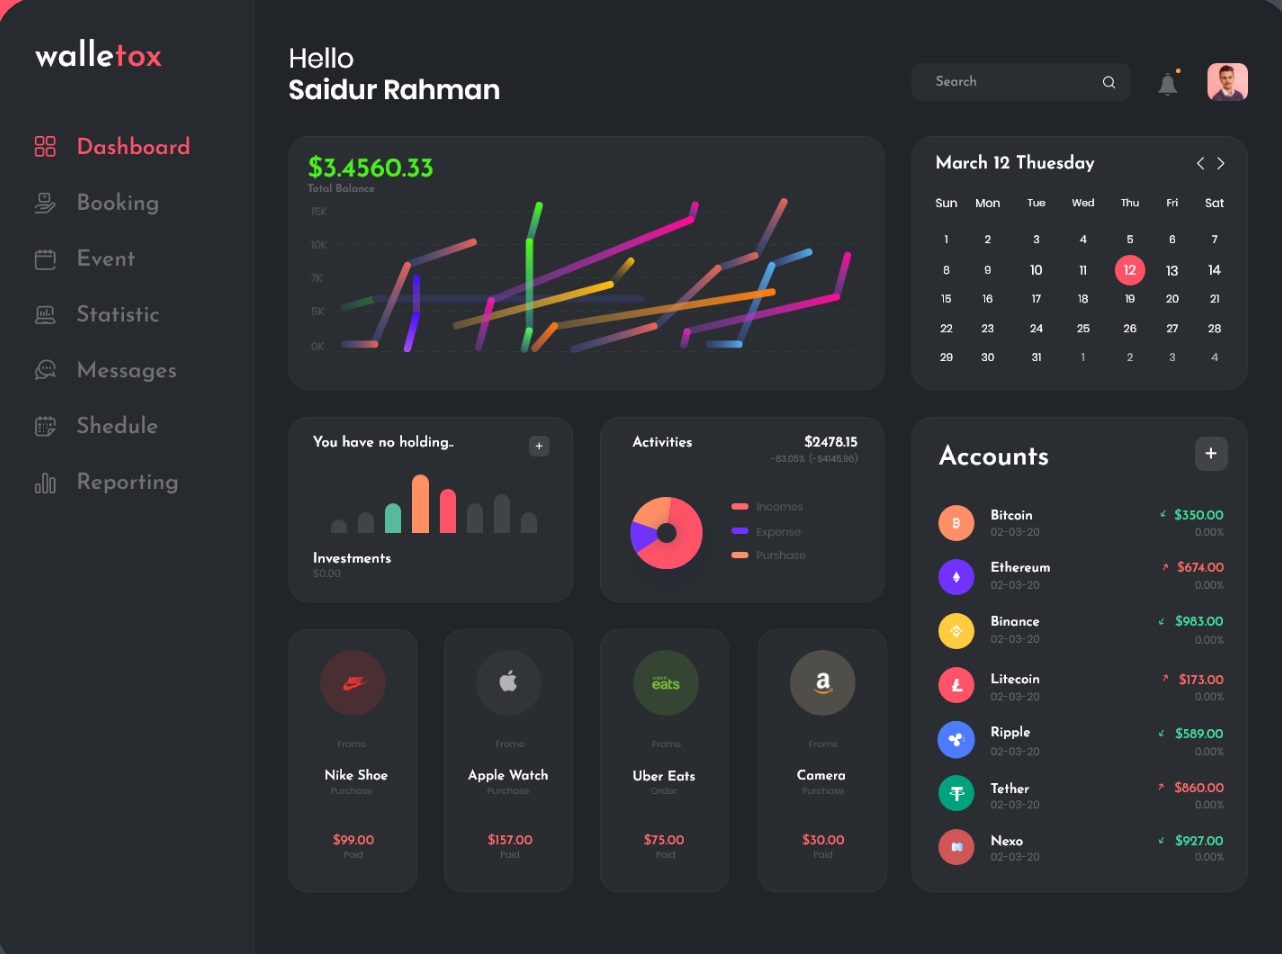 walletox
Dashboard
Booking
Event
Statistic
Messages
Shedule
Reporting
Hello
Saidur Rahman
Search
$3.4560.33
Total Balance
15K
10K
7K
5K
0K
March 12 Thuesday
Sun Mon Tue Wed Thu Fri Sat
1 2 3 4 5 6 7
8 9 10 11 12 13 14
15 16 17 18 19 20 21
22 23 24 25 26 27 28
29 30 31 1 2 3 4
You have no holding..
+
Investments
$0.00
Activities
$2478.15
-63.05% (-$4145.96)
Incomes
Expense
Purshase
Accounts
+
Bitcoin $350.00
02-03-20 0.00%
Ethereum $674.00
02-03-20 0.00%
Binance $983.00
02-03-20 0.00%
Litecoin $173.00
02-03-20 0.00%
Ripple $589.00
02-03-20 0.00%
Tether $860.00
02-03-20 0.00%
Nexo $927.00
02-03-20 0.00%
NIKE
Frome
Nike Shoe
Purchase
$99.00
Paid
Frome
Apple Watch
Purchase
$157.00
Paid
UBER
eats
Frome
Uber Eats
Order
$75.00
Paid
a
Frome
Camera
Purchase
$30.00
Paid